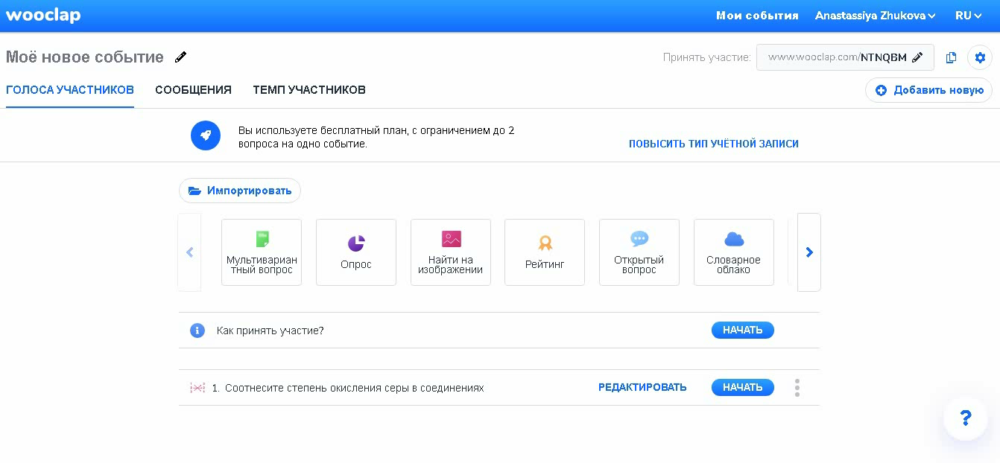 wooclap
Мои события
Anastassiya Zhukova
RU
Моё новое событие
Принять участие:
www.wooclap.com/NTNQBM
ГОЛОСА УЧАСТНИКОВ
СООБЩЕНИЯ
ТЕМП УЧАСТНИКОВ
Добавить новую
Вы используете бесплатный план, с ограничением до 2
вопроса на одно событие.
ПОВЫСИТЬ ТИП УЧЁТНОЙ ЗАПИСИ
Импортировать
Мультивариан
тный вопрос
Опрос
Найти на
изображении
Рейтинг
Открытый
вопрос
Словарное
облако
Как принять участие?
НАЧАТЬ
1. Соотнесите степень окисления серы в соединениях
РЕДАКТИРОВАТЬ
НАЧАТЬ
?